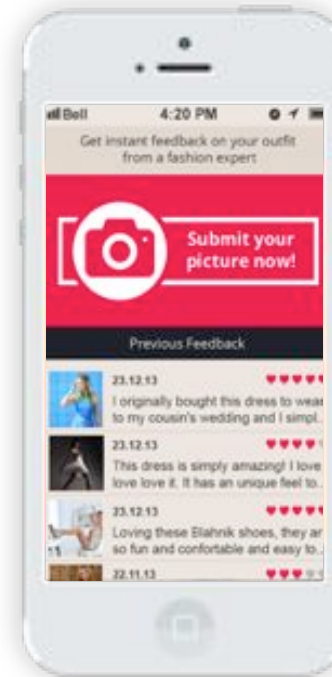 Bell 4:20 PM
Get instant feedback on your outfit
from a fashion expert
Submit your
picture now!
Previous Feedback
23.12.13
I originally bought this dress to wear
to my cousin's wedding and I simpl..
23.12.13
This dress is simply amazing! I love
love love it. It has an unique feel to..
23.12.13
Loving these Blahnik shoes, they ar
so fun and confortable and easy to..
22.11.13